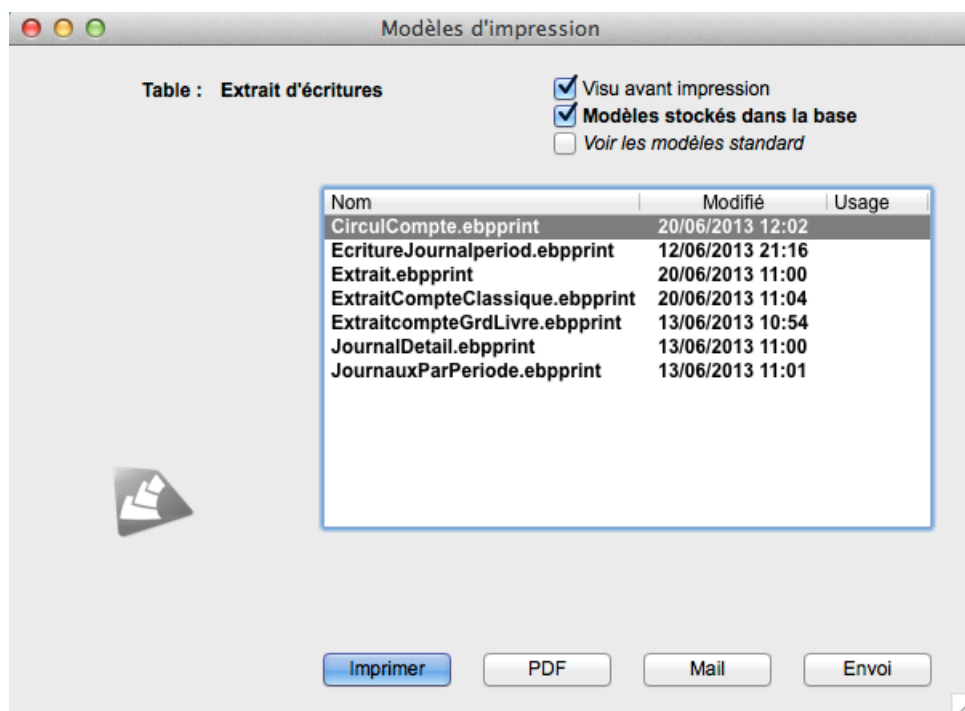 Modèles d'impression
Table : Extrait d'écritures
Visu avant impression
Modèles stockés dans la base
Voir les modèles standard
Nom Modifié Usage
CirculCompte.ebpprint 20/06/2013 12:02
EcritureJournalperiod.ebpprint 12/06/2013 21:16
Extrait.ebpprint 20/06/2013 11:00
ExtraitCompteClassique.ebpprint 20/06/2013 11:04
ExtraitcompteGrdLivre.ebpprint 13/06/2013 10:54
JournalDetail.ebpprint 13/06/2013 11:00
JournauxParPeriode.ebpprint 13/06/2013 11:01
Imprimer PDF Mail Envoi